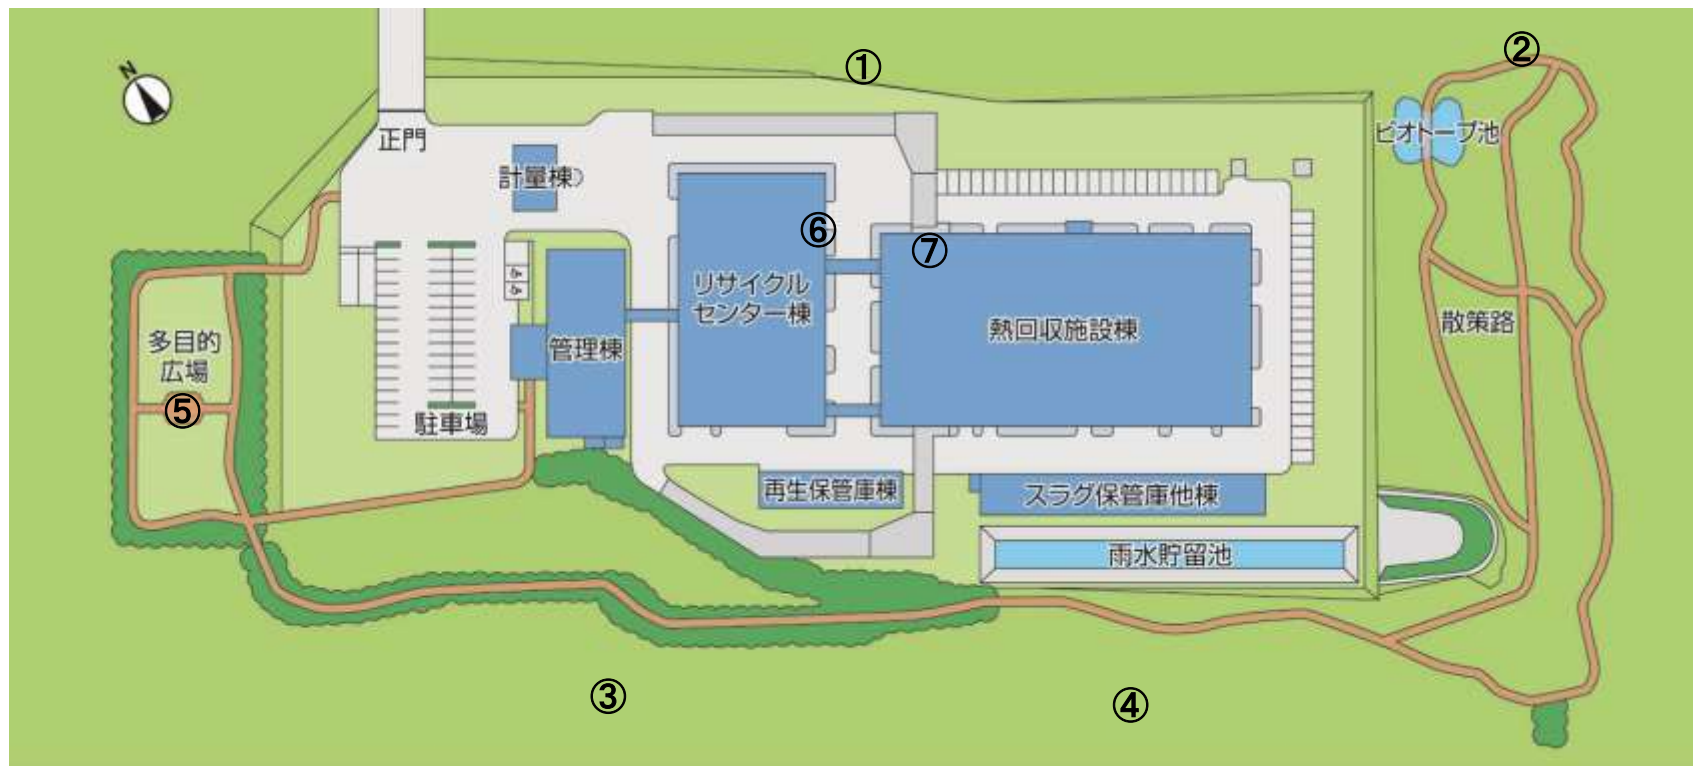 ①
②
N
正門
ビオトープ池
計量棟
⑥
⑦
リサイクル
センター棟
散策路
熱回収施設棟
管理棟
多目的
広場
⑤
駐車場
再生保管庫棟
スラグ保管庫他棟
雨水貯留池
③
④